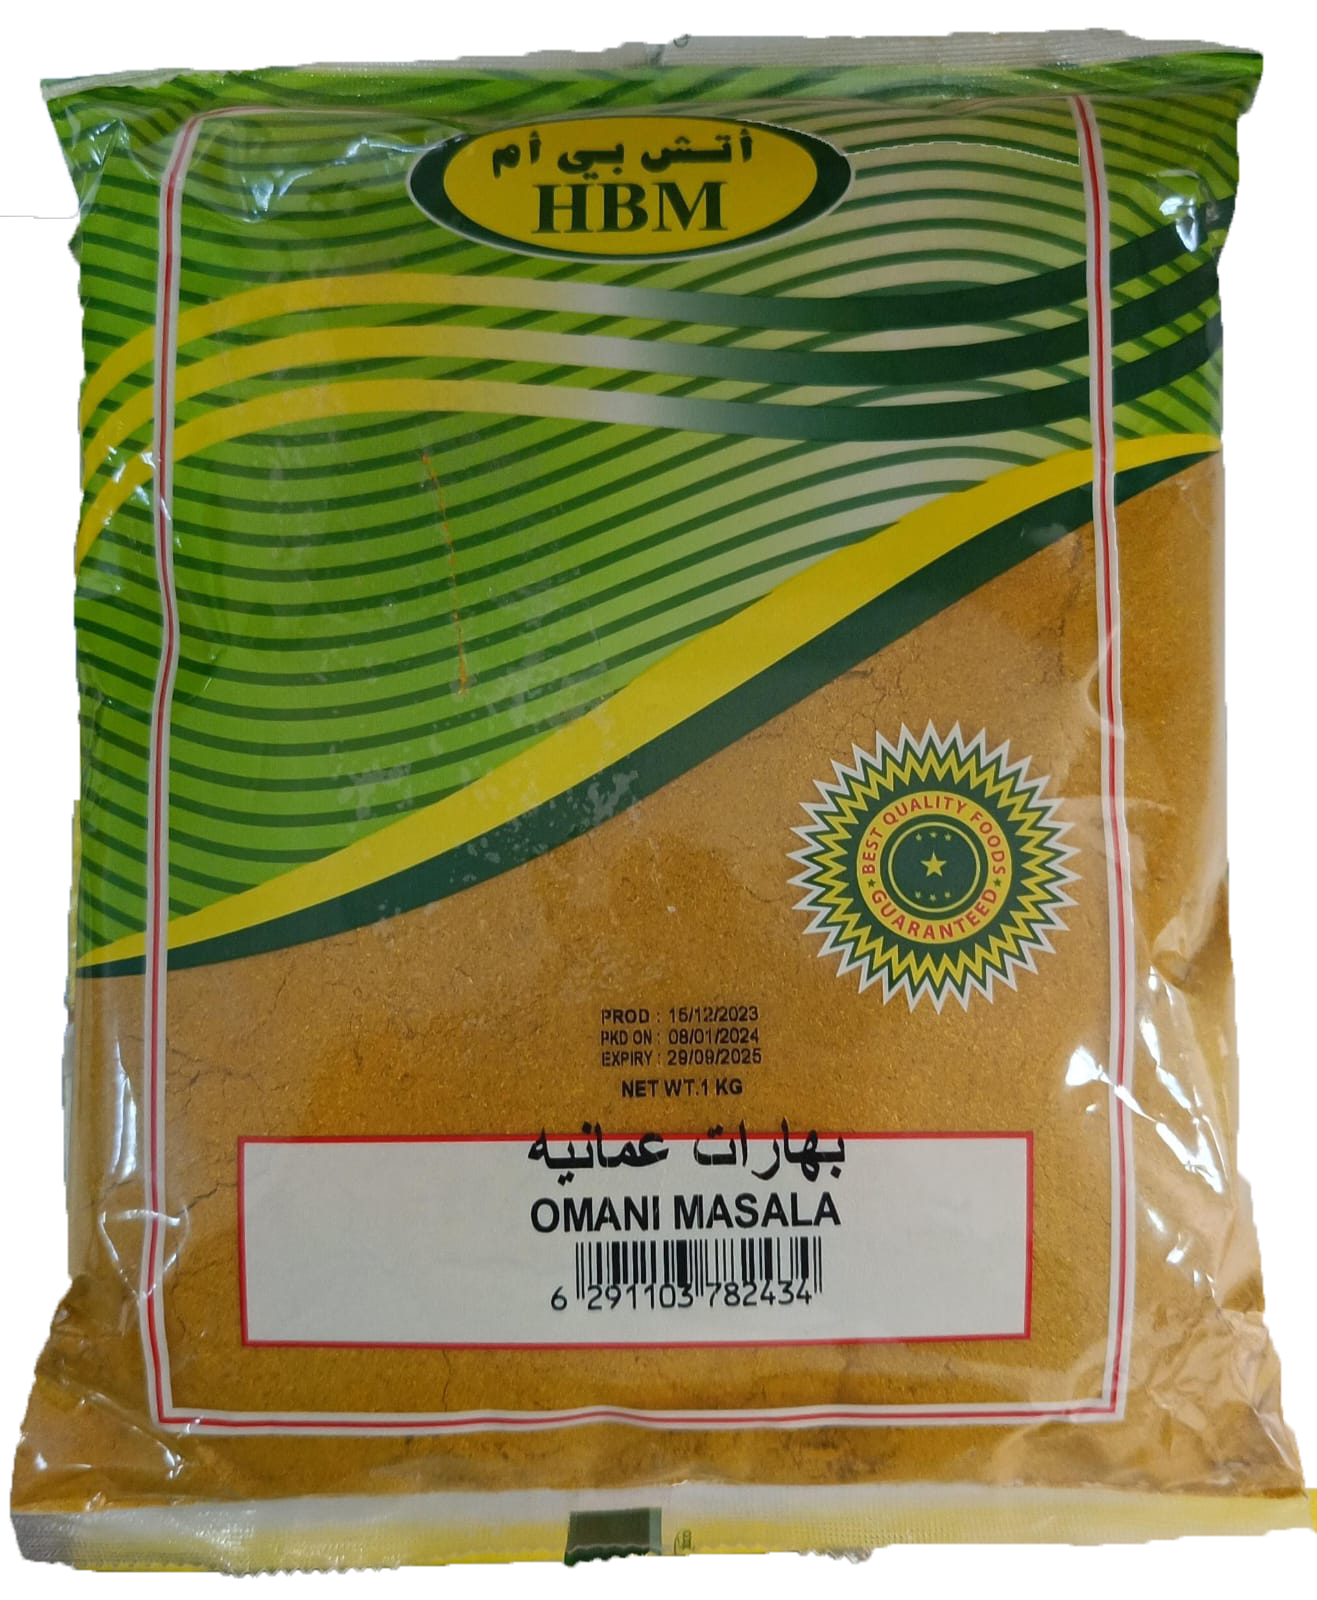 أتش بي أم
HBM
BEST QUALITY FOODS
GUARANTEED
PROD : 15/12/2023
PKD ON : 08/01/2024
EXPIRY : 29/09/2025
NET WT.1 KG
بهارات عمانيه
OMANI MASALA
6 291103 782434